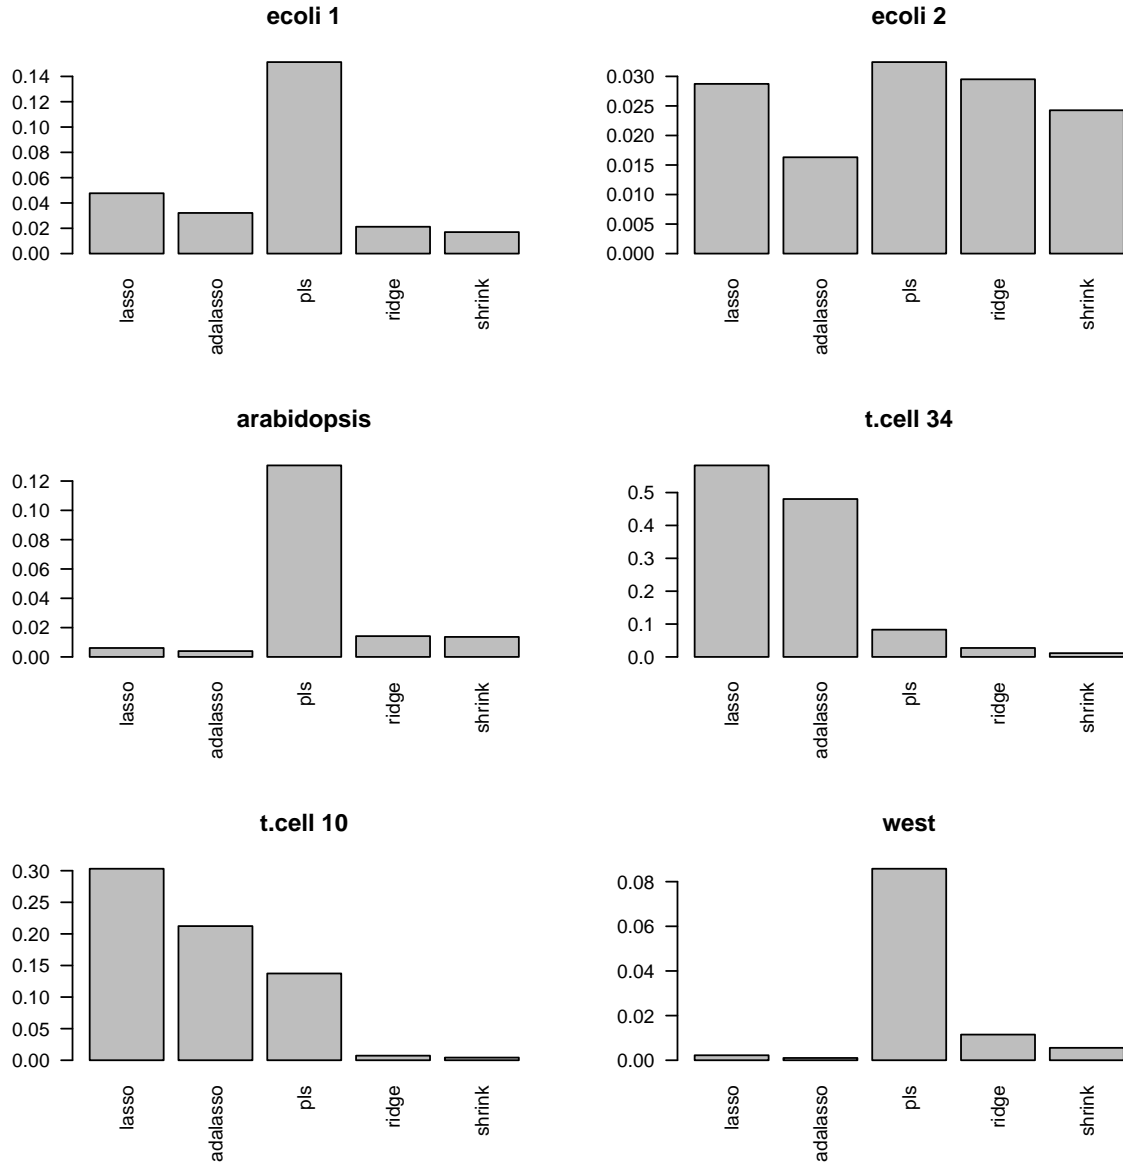 ecoli 1
0.14
0.12
0.10
0.08
0.06
0.04
0.02
0.00
lasso
adalasso
pls
ridge
shrink
ecoli 2
0.030
0.025
0.020
0.015
0.010
0.005
0.000
lasso
adalasso
pls
ridge
shrink
arabidopsis
0.12
0.10
0.08
0.06
0.04
0.02
0.00
lasso
adalasso
pls
ridge
shrink
t.cell 34
0.5
0.4
0.3
0.2
0.1
0.0
lasso
adalasso
pls
ridge
shrink
t.cell 10
0.30
0.25
0.20
0.15
0.10
0.05
0.00
lasso
adalasso
pls
ridge
shrink
west
0.08
0.06
0.04
0.02
0.00
lasso
adalasso
pls
ridge
shrink